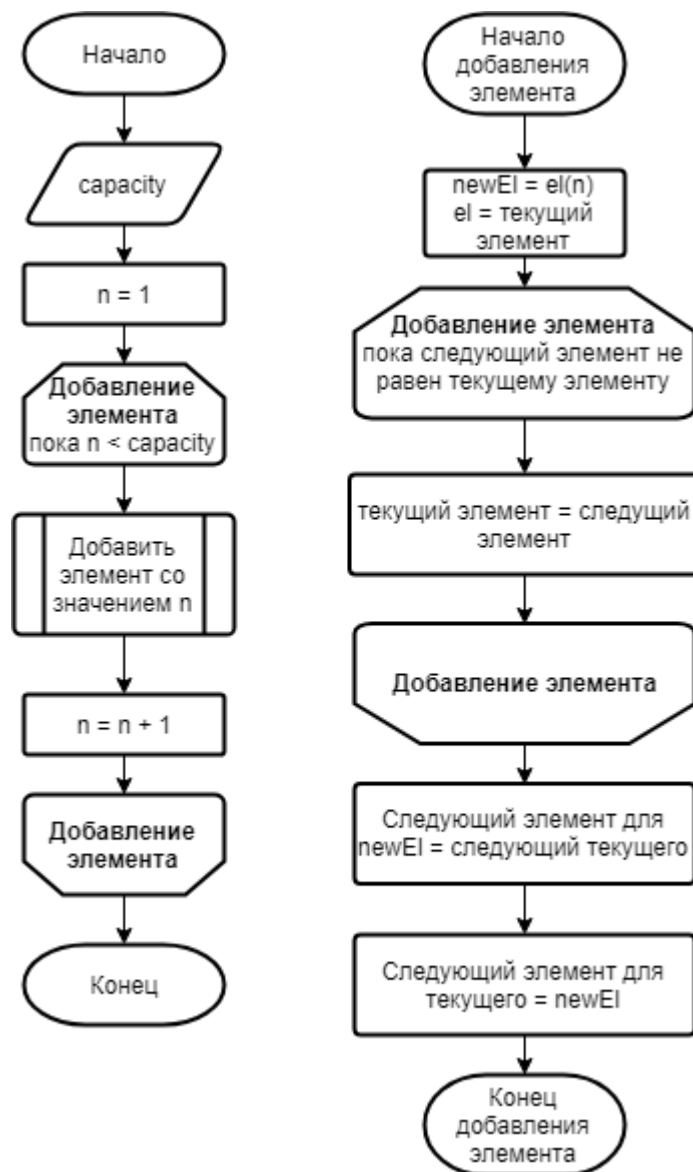 Начало
capacity
n = 1
Добавление
элемента
пока n < capacity
Добавить
элемент со
значением n
n = n + 1
Добавление
элемента
Конец
Начало
добавления
элемента
newEl = el(n)
el = текущий
элемент
Добавление элемента
пока следующий элемент не
равен текущему элементу
текущий элемент = следущий
элемент
Добавление элемента
Следующий элемент для
newEl = следующий текущего
Следующий элемент для
текущего = newEl
Конец
добавления
элемента